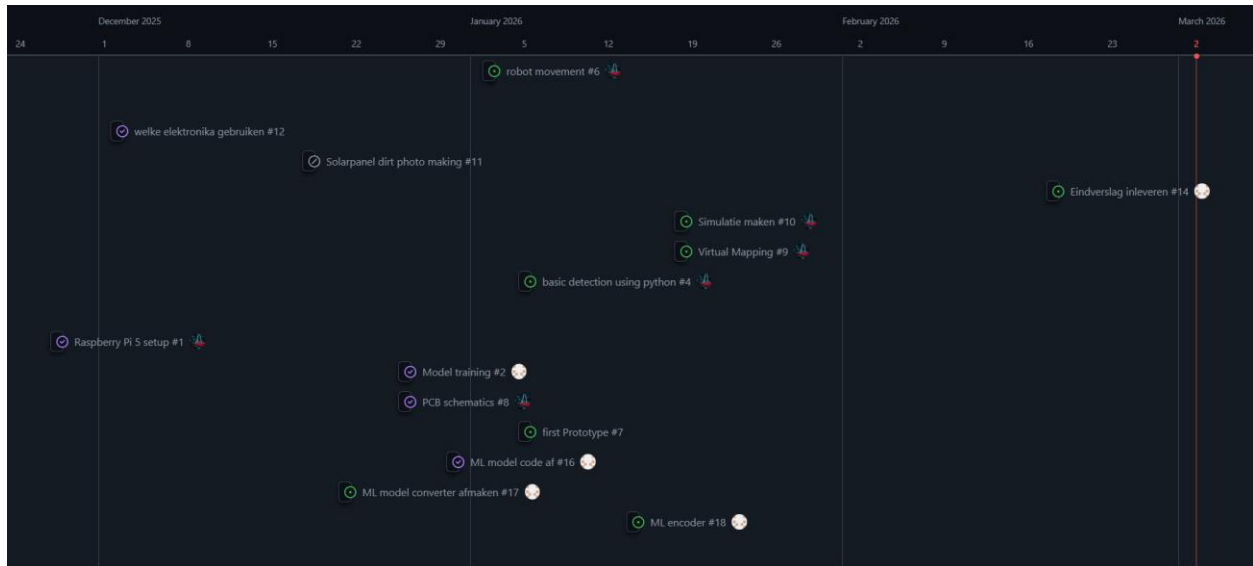 December 2025 January 2026 February 2026 March 2026
24 1 8 15 22 29 5 12 19 26 2 9 16 23 2
robot movement #6
welke elektronika gebruiken #12
Solarpanel dirt photo making #11
Eindverslag inleveren #14
Simulatie maken #10
Virtual Mapping #9
basic detection using python #4
Raspberry Pi 5 setup #1
Model training #2
PCB schematics #8
first Prototype #7
ML model code af #16
ML model converter afmaken #17
ML encoder #18